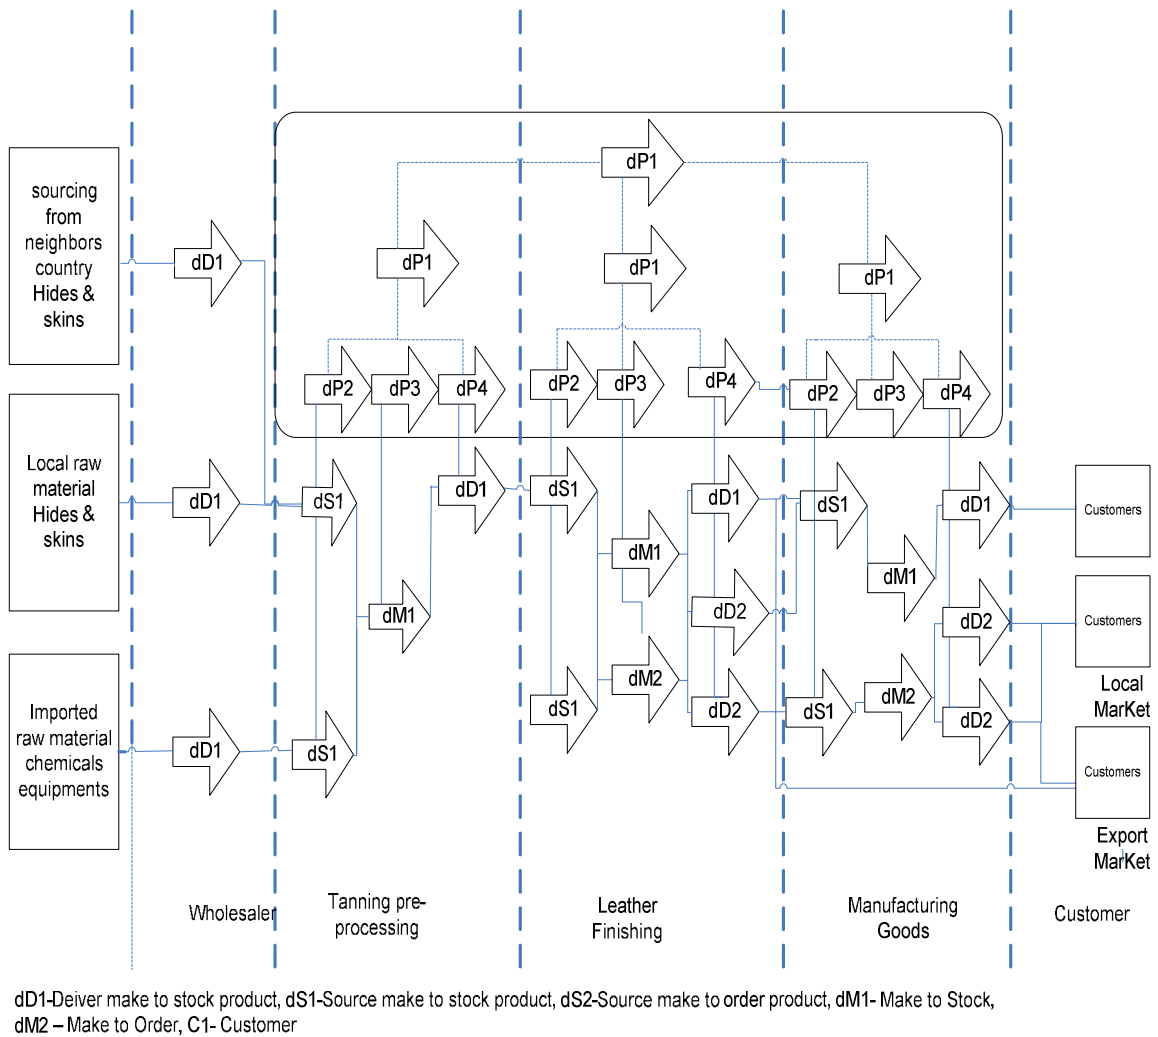 sourcing
from
neighbors
country
Hides &
skins
Local raw
material
Hides &
skins
Imported
raw material
chemicals
equipments
dD1
dD1
dD1
dP1
dP1
dP1
dP1
dP2
dP3
dP4
dP2
dP3
dP4
dP2
dP3
dP4
dS1
dD1
dM1
dS1
dS1
dD1
dM1
dD2
dM2
dS1
dD2
dS1
dD1
dM1
dD2
dM2
dS1
dD2
Customers
Customers
Local
MarKet
Customers
Export
MarKet
Wholesaler
Tanning pre-
processing
Leather
Finishing
Manufacturing
Goods
Customer
dD1-Deiver make to stock product, dS1-Source make to stock product, dS2-Source make to order product, dM1- Make to Stock,
dM2 – Make to Order, C1- Customer